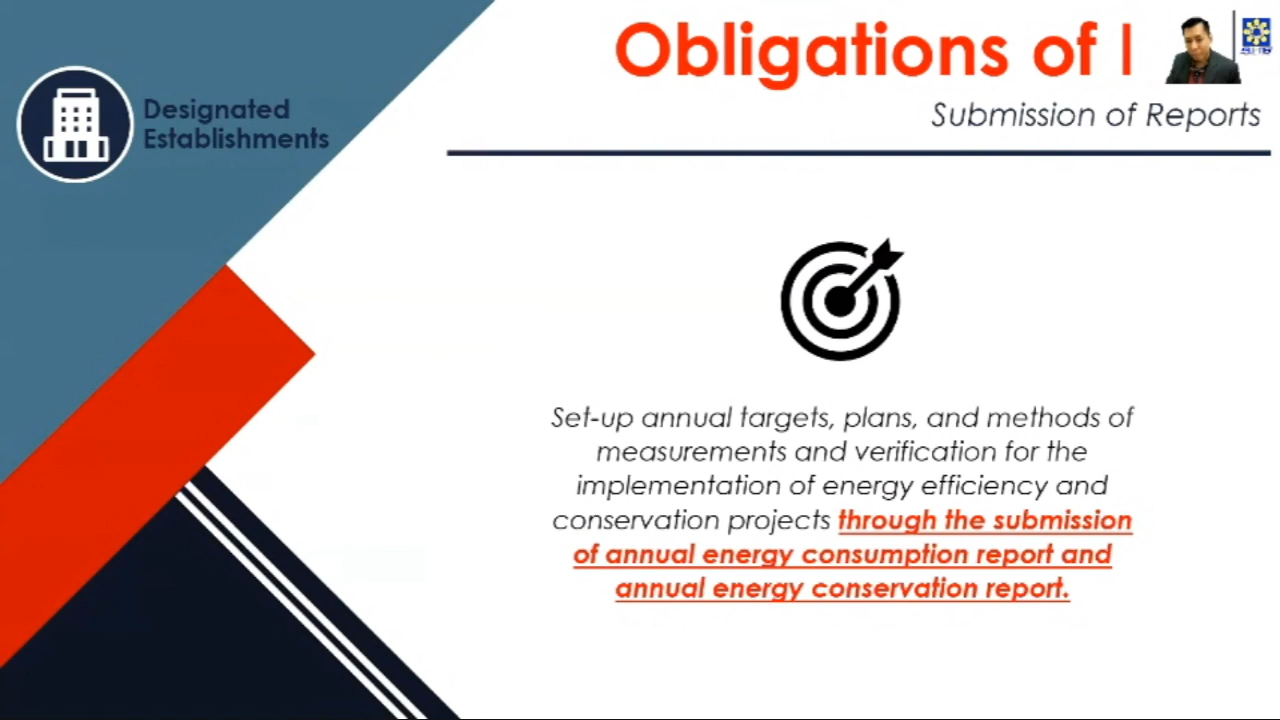 Obligations of
Submission of Reports
Designated
Establishments
Set-up annual targets, plans, and methods of
measurements and verification for the
implementation of energy efficiency and
conservation projects through the submission
of annual energy consumption report and
annual energy conservation report.